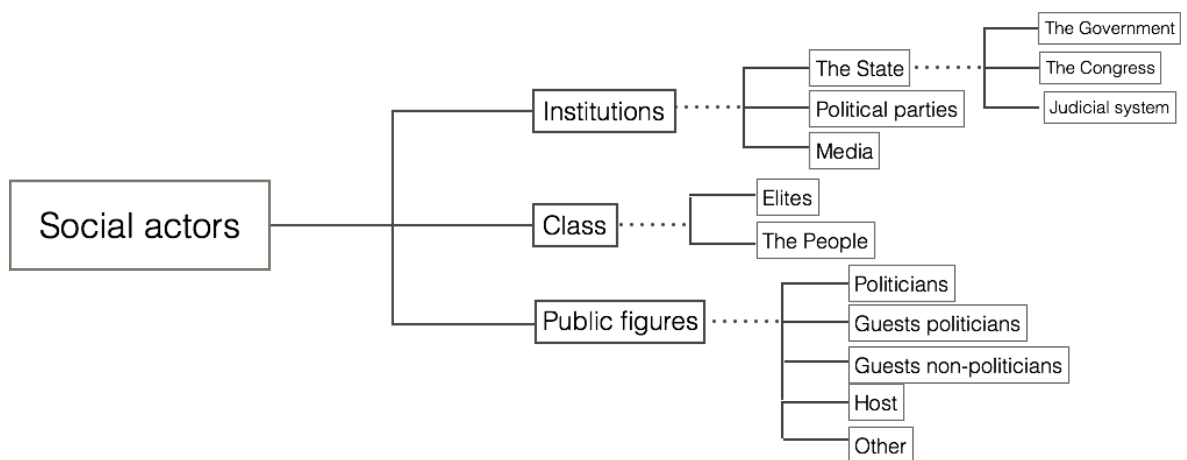 Social actors
Institutions
The State
The Government
The Congress
Judicial system
Political parties
Media
Class
Elites
The People
Public figures
Politicians
Guests politicians
Guests non-politicians
Host
Other